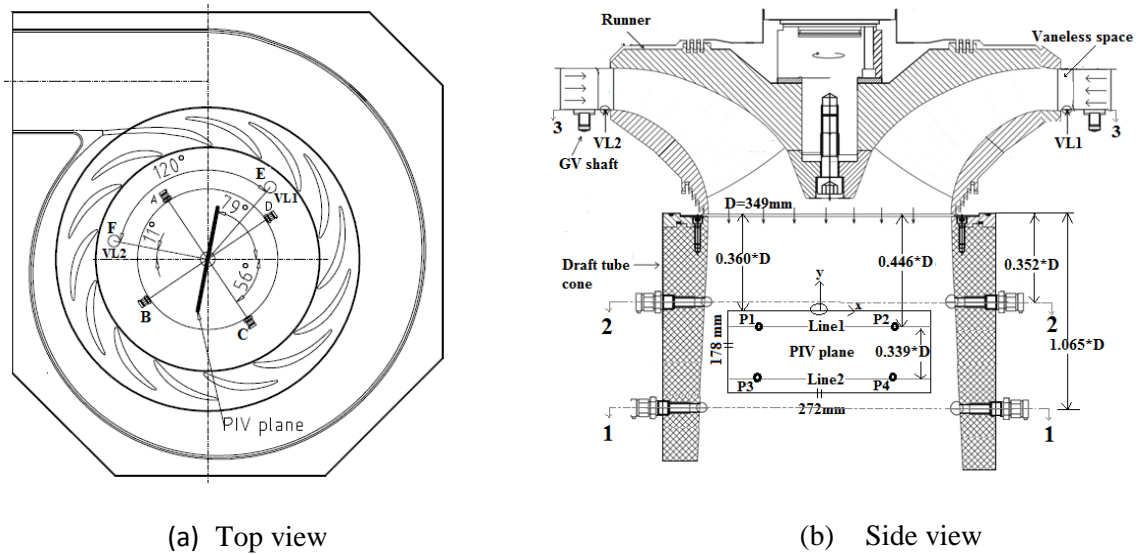 120°
E
VL1
A
79°
D
F
VL2
11°
56°
B
C
PIV plane
(a) Top view
Runner
Vaneless space
3
VL2
GV shaft
VL1
3
D=349mm
0.360*D
0.446*D
0.352*D
Draft tube
cone
y
x
2
2
P1
Line1
P2
178 mm
PIV plane
0.339*D
1.065*D
P3
Line2
P4
272mm
1
1
(b) Side view